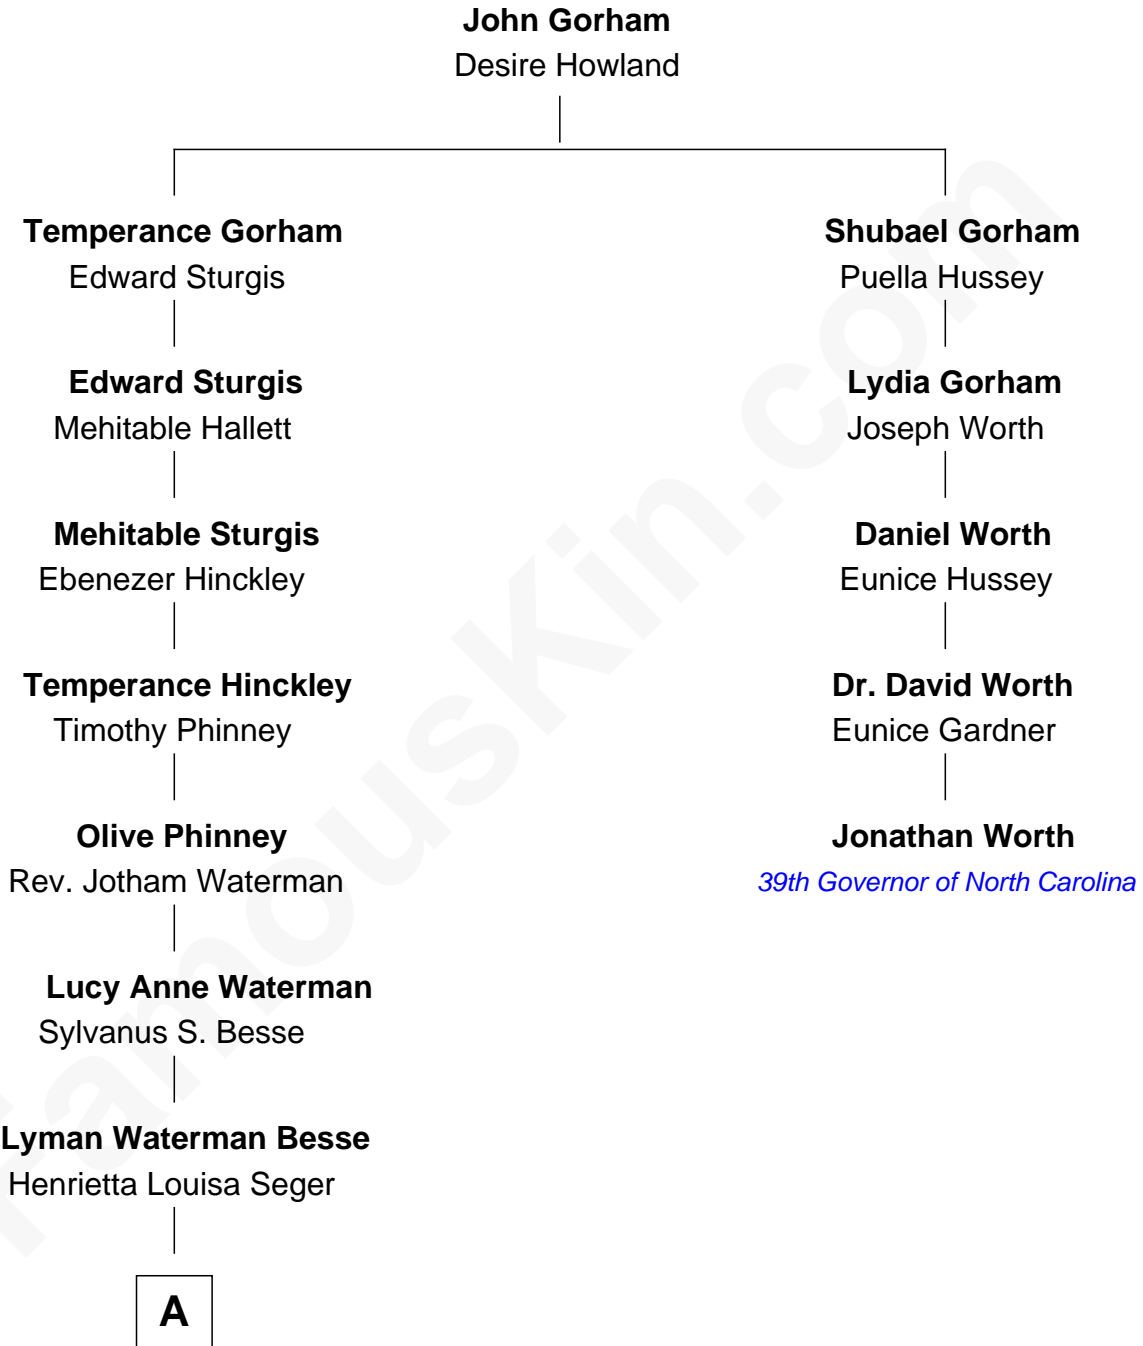 John Gorham
Desire Howland
Temperance Gorham
Edward Sturgis
Shubael Gorham
Puella Hussey
Edward Sturgis
Mehitable Hallett
Lydia Gorham
Joseph Worth
Mehitable Sturgis
Ebenezer Hinckley
Daniel Worth
Eunice Hussey
Temperance Hinckley
Timothy Phinney
Dr. David Worth
Eunice Gardner
Olive Phinney
Rev. Jotham Waterman
Jonathan Worth
39th Governor of North Carolina
Lucy Anne Waterman
Sylvanus S. Besse
Lyman Waterman Besse
Henrietta Louisa Seger
A
FamousKin.com